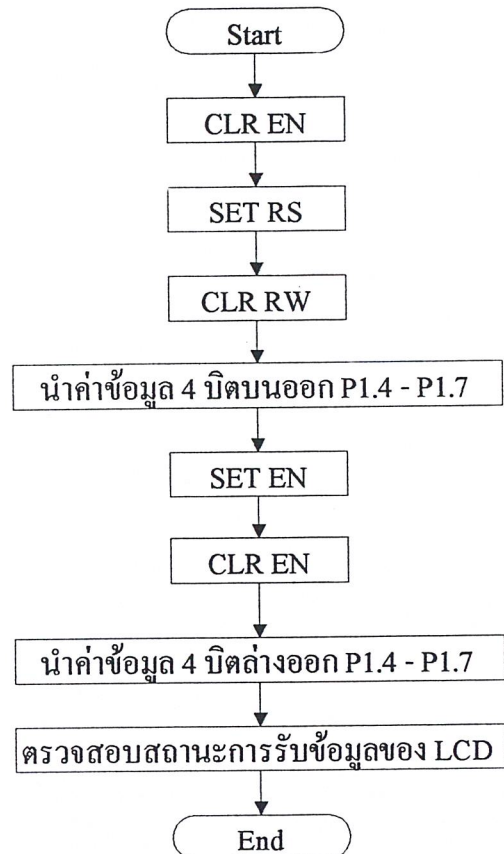 Start
CLR EN
SET RS
CLR RW
นำค่าข้อมูล 4 บิตบนออก P1.4 - P1.7
SET EN
CLR EN
นำค่าข้อมูล 4 บิตล่างออก P1.4 - P1.7
ตรวจสอบสถานะการรับข้อมูลของ LCD
End